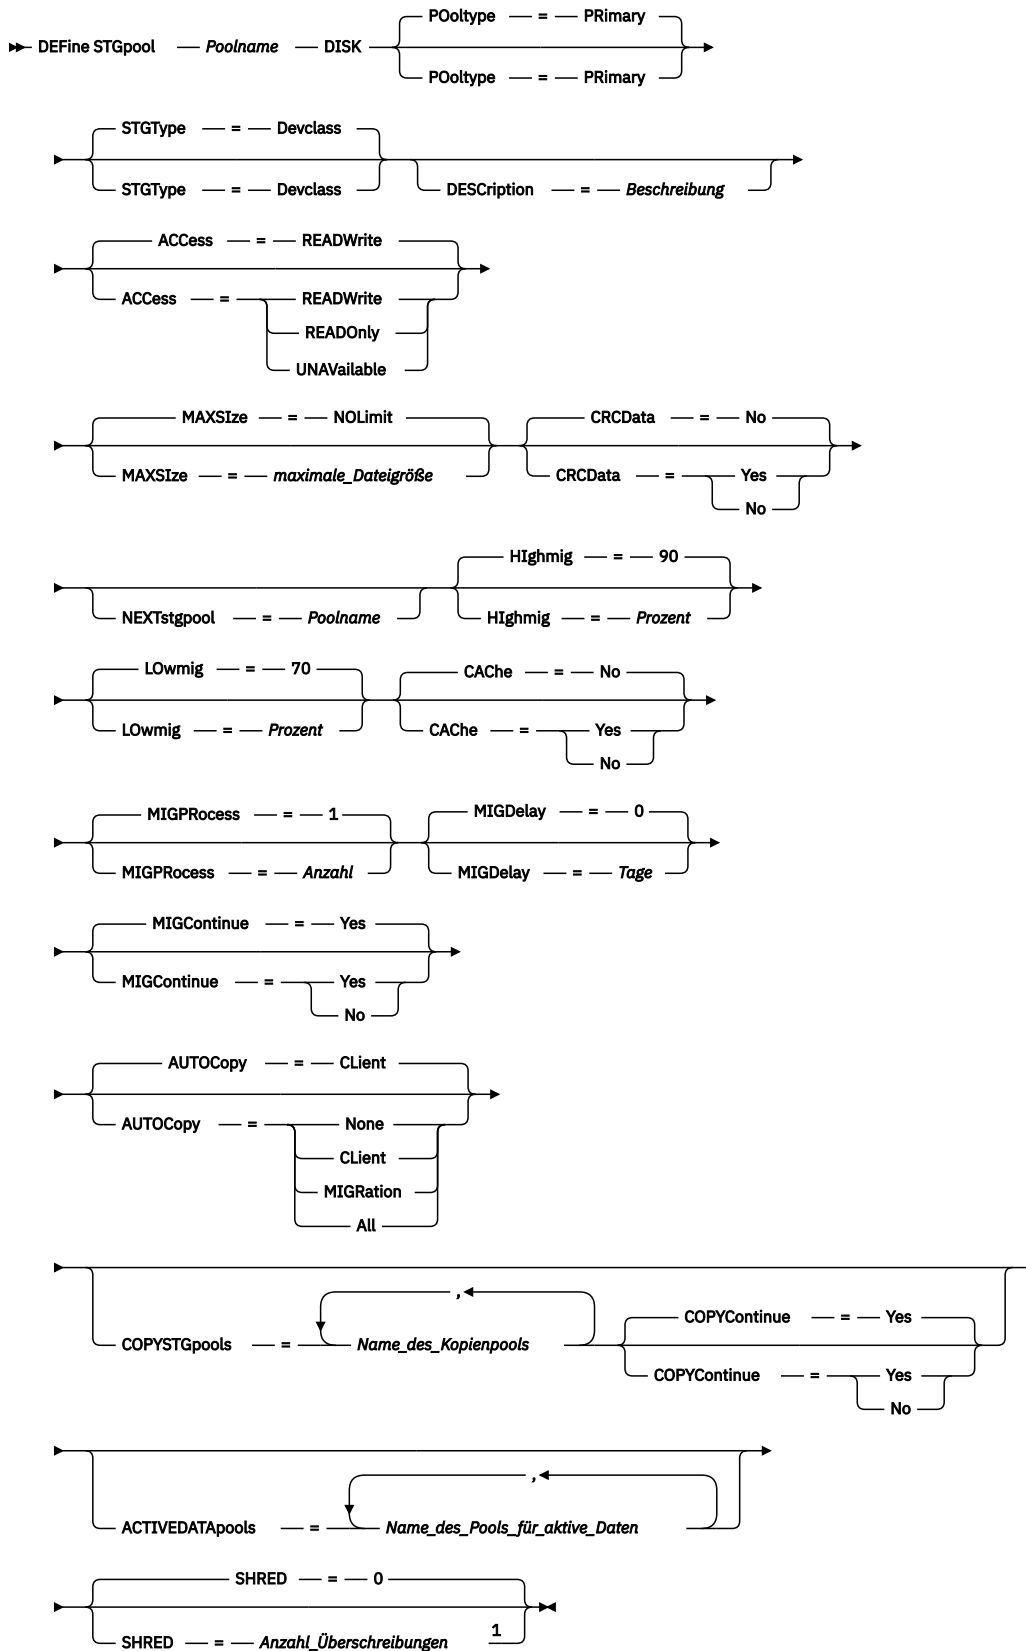 POoltype = PRimary
DEFine STGpool Poolname DISK
POoltype = PRimary
STGType = Devclass
STGType = Devclass
DESCription = Beschreibung
ACCess = READWrite
ACCess = READWrite
READOnly
UNAVailable
MAXSIze = NOLimit CRCData = No
MAXSIze = maximale_Dateigröße CRCData = Yes
No
HIghmig = 90
NEXTstgpool = Poolname HIghmig = Prozent
LOwmig = 70 CAChe = No
LOwmig = Prozent CAChe = Yes
No
MIGPRocess = 1 MIGDelay = 0
MIGPRocess = Anzahl MIGDelay = Tage
MIGContinue = Yes
MIGContinue = Yes
No
AUTOCopy = CLient
AUTOCopy = None
CLient
MIGRation
All
,
COPYContinue = Yes
COPYSTGpools = Name_des_Kopienpools
COPYContinue = Yes
No
,
ACTIVEDATApools = Name_des_Pools_für_aktive_Daten
SHRED = 0
SHRED = Anzahl_Überschreibungen 1